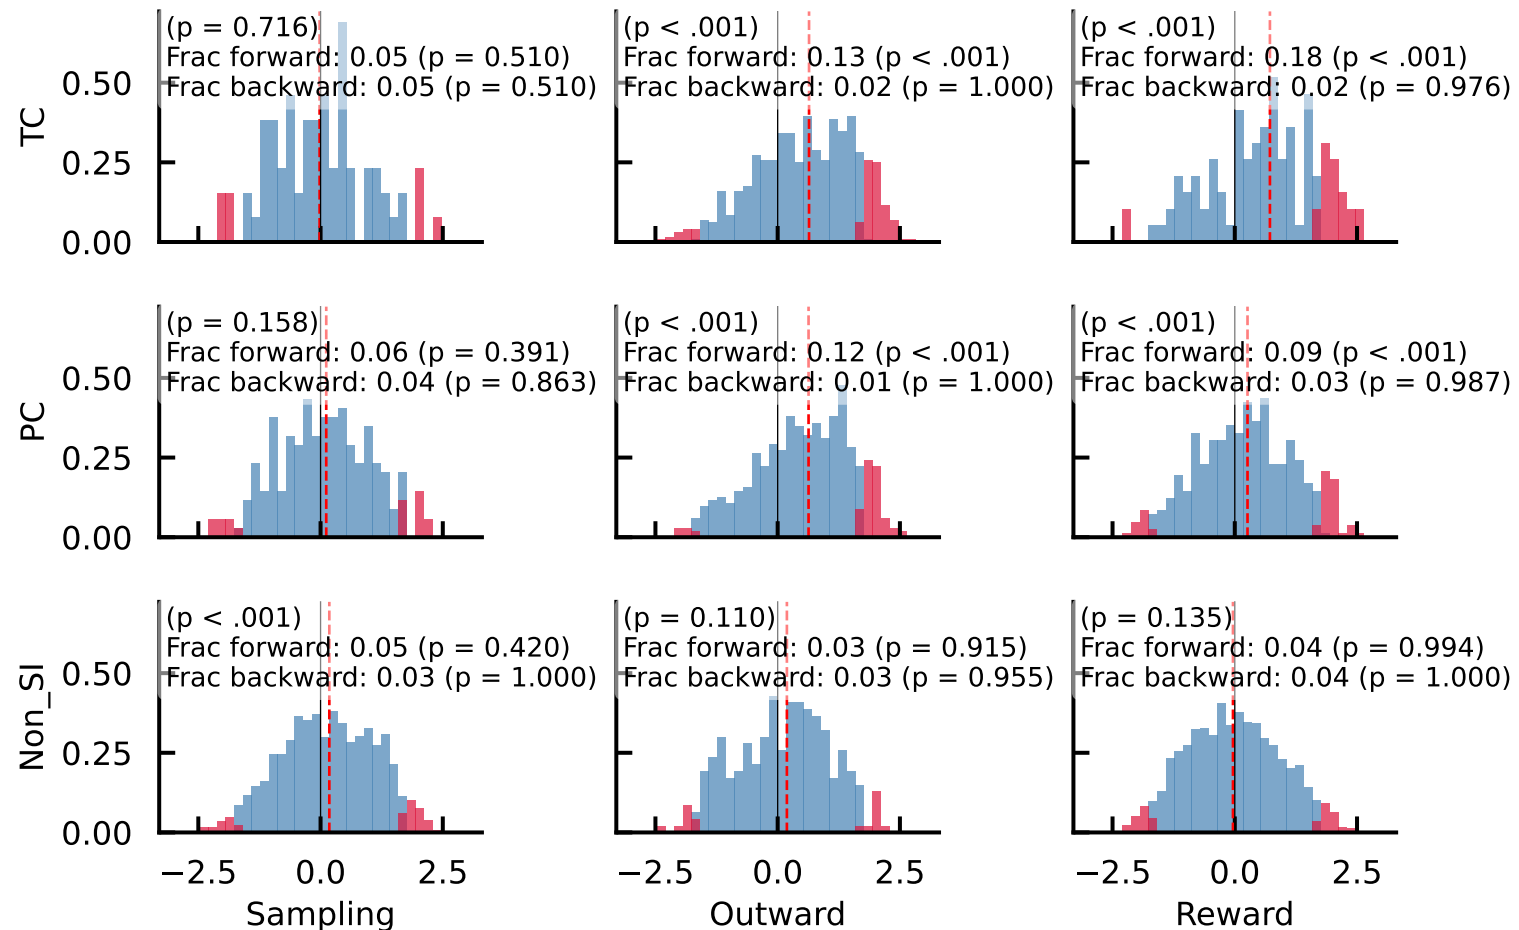 (p = 0.716)
Frac forward: 0.05 (p = 0.510)
Frac backward: 0.05 (p = 0.510)
(p < .001)
Frac forward: 0.13 (p < .001)
Frac backward: 0.02 (p = 1.000)
(p < .001)
Frac forward: 0.18 (p < .001)
Frac backward: 0.02 (p = 0.976)
TC
0.50
0.25
0.00
(p = 0.158)
Frac forward: 0.06 (p = 0.391)
Frac backward: 0.04 (p = 0.863)
(p < .001)
Frac forward: 0.12 (p < .001)
Frac backward: 0.01 (p = 1.000)
(p < .001)
Frac forward: 0.09 (p < .001)
Frac backward: 0.03 (p = 0.987)
PC
0.50
0.25
0.00
(p < .001)
Frac forward: 0.05 (p = 0.420)
Frac backward: 0.03 (p = 1.000)
(p = 0.110)
Frac forward: 0.03 (p = 0.915)
Frac backward: 0.03 (p = 0.955)
(p = 0.135)
Frac forward: 0.04 (p = 0.994)
Frac backward: 0.04 (p = 1.000)
Non_SI
0.50
0.25
0.00
−2.5 0.0 2.5
−2.5 0.0 2.5
−2.5 0.0 2.5
Sampling
Outward
Reward